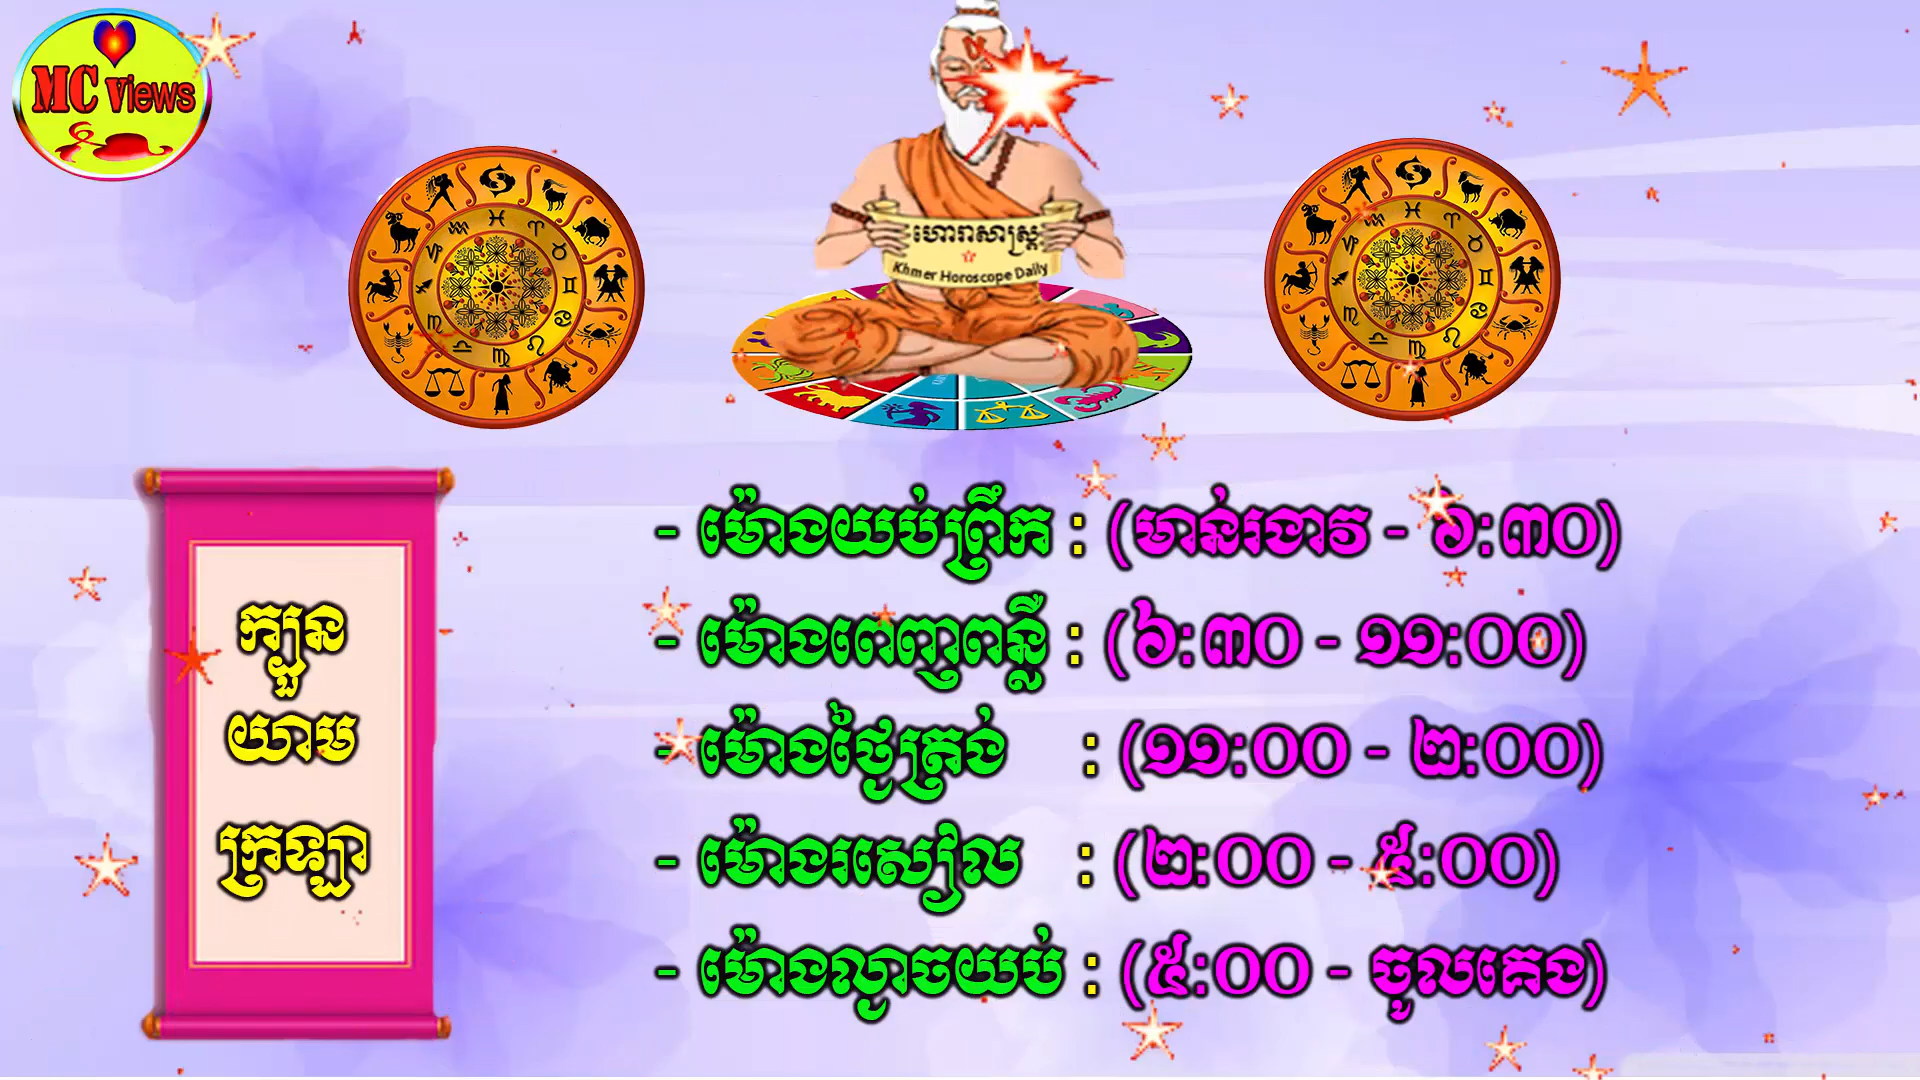 MC Views
ហោរាសាស្ត្រ
Khmer Horoscope Daily
ក្បួន
យាម
ក្រឡា
- ម៉ោងយប់ព្រឹក : (មាន់រងាវ - ៦:៣០)
- ម៉ោងពេញពន្លឺ : (៦:៣០ - ១១:០០)
- ម៉ោងថ្ងៃត្រង់ : (១១:០០ - ២:០០)
- ម៉ោងរសៀល : (២:០០ - ៥:០០)
- ម៉ោងល្ងាចយប់ : (៥:០០ - ចូលគេង)